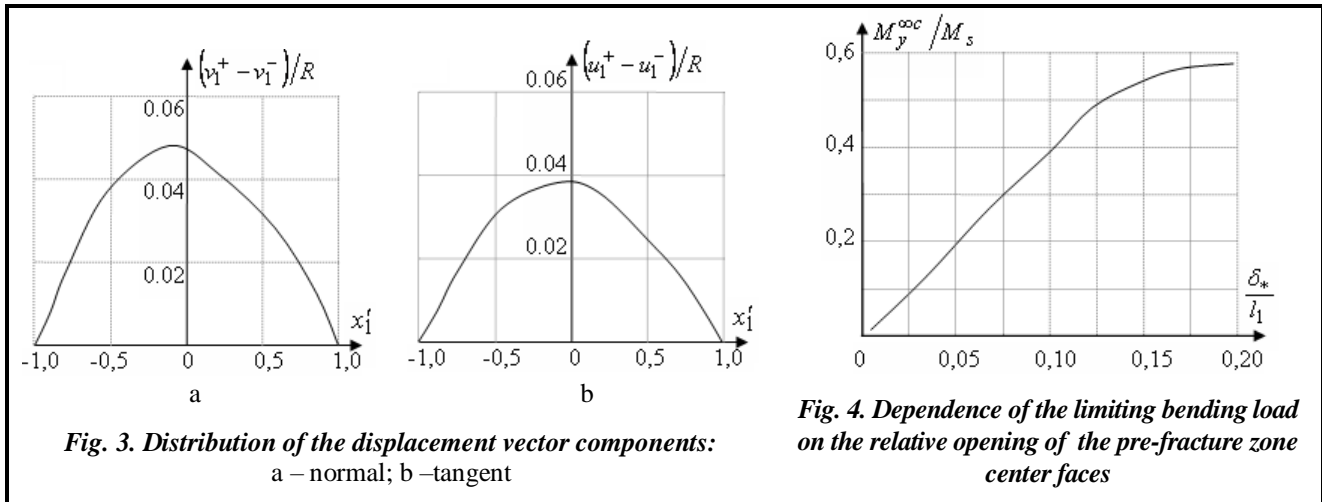 (v₁⁺ – v₁⁻)/R
0.06
0.04
0.02
x₁′
-1,0 -0,5 0 0,5 1,0
a
(u₁⁺ – u₁⁻)/R
0.06
0.04
0.02
x₁′
-1,0 -0,5 0 0,5 1,0
b
Fig. 3. Distribution of the displacement vector components:
a – normal; b –tangent
M_y^∞c / M_s
0,6
0,4
0,2
δ_*
l₁
0 0,05 0,10 0,15 0,20
Fig. 4. Dependence of the limiting bending load
on the relative opening of the pre-fracture zone
center faces